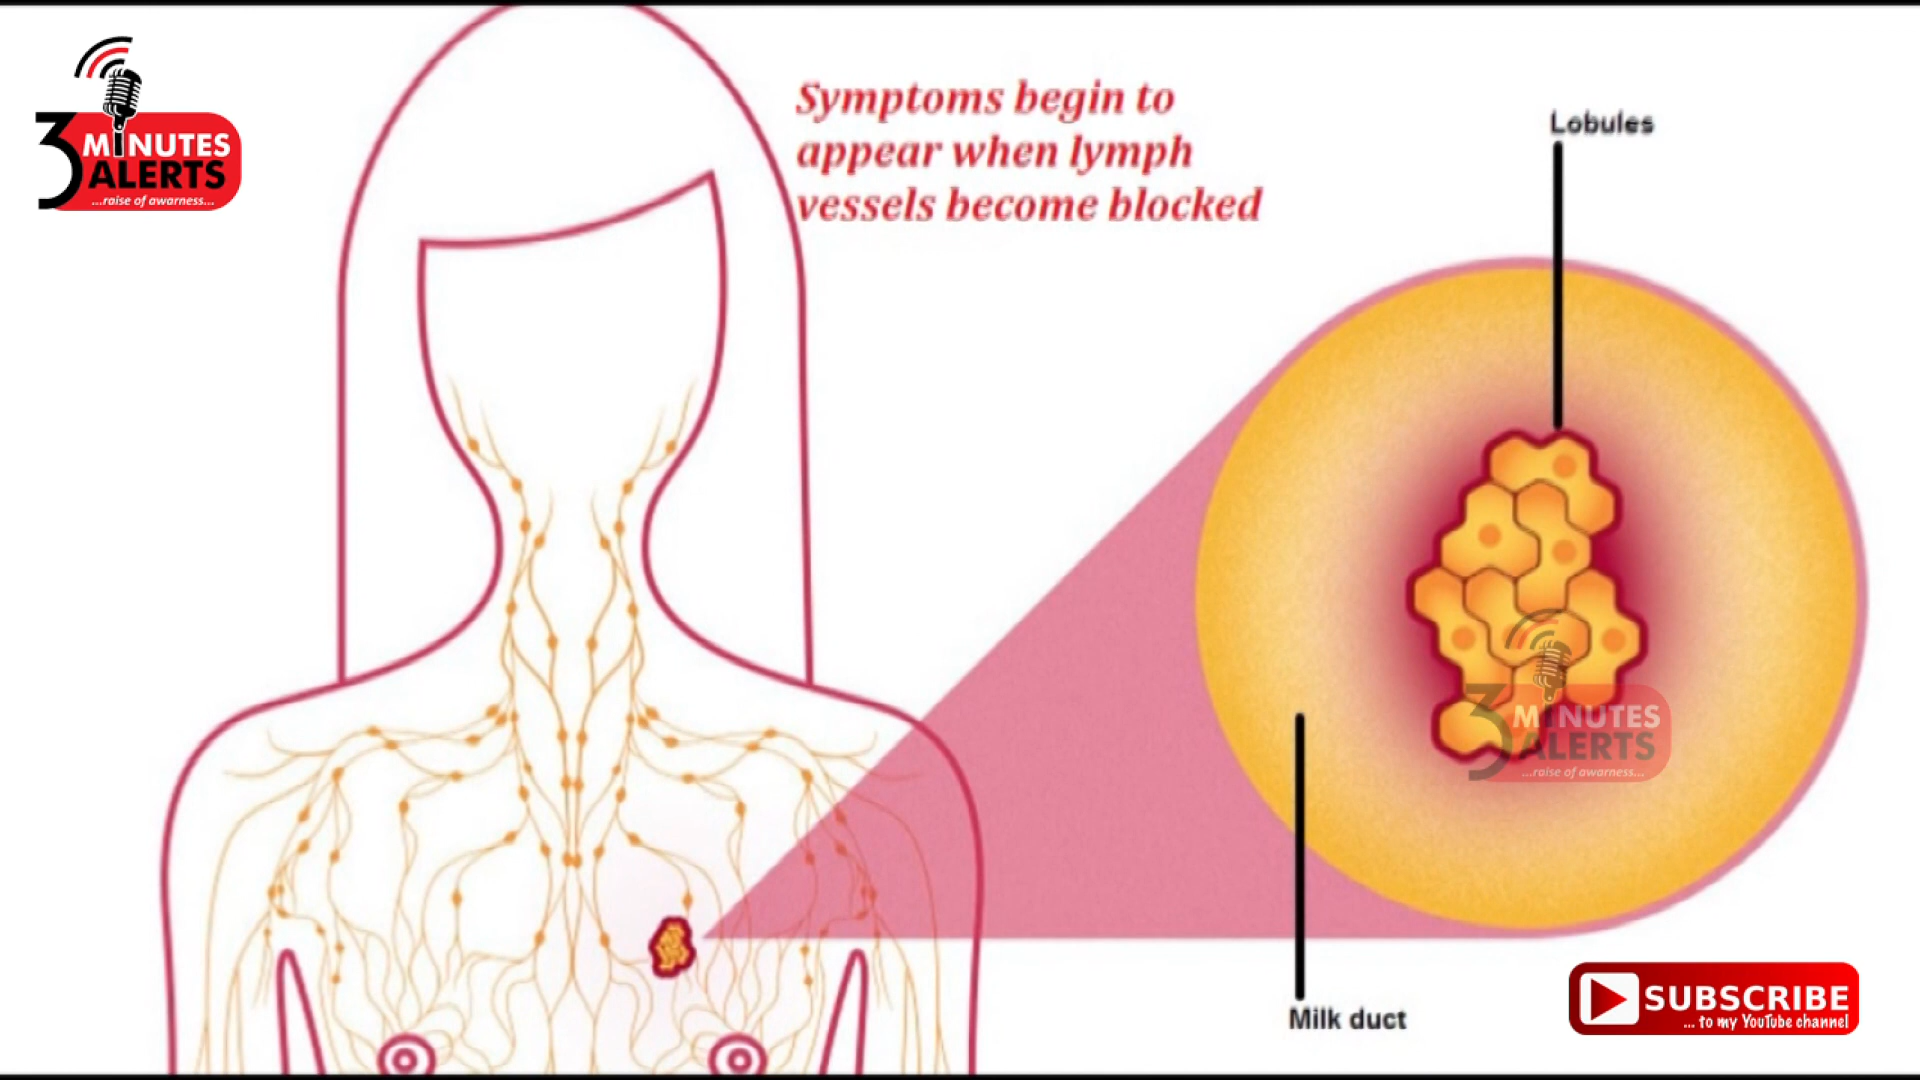 3 MINUTES
ALERTS
...raise of awarness...
Symptoms begin to
appear when lymph
vessels become blocked
Lobules
3 MINUTES
ALERTS
...raise of awarness...
Milk duct
SUBSCRIBE
... to my YouTube channel